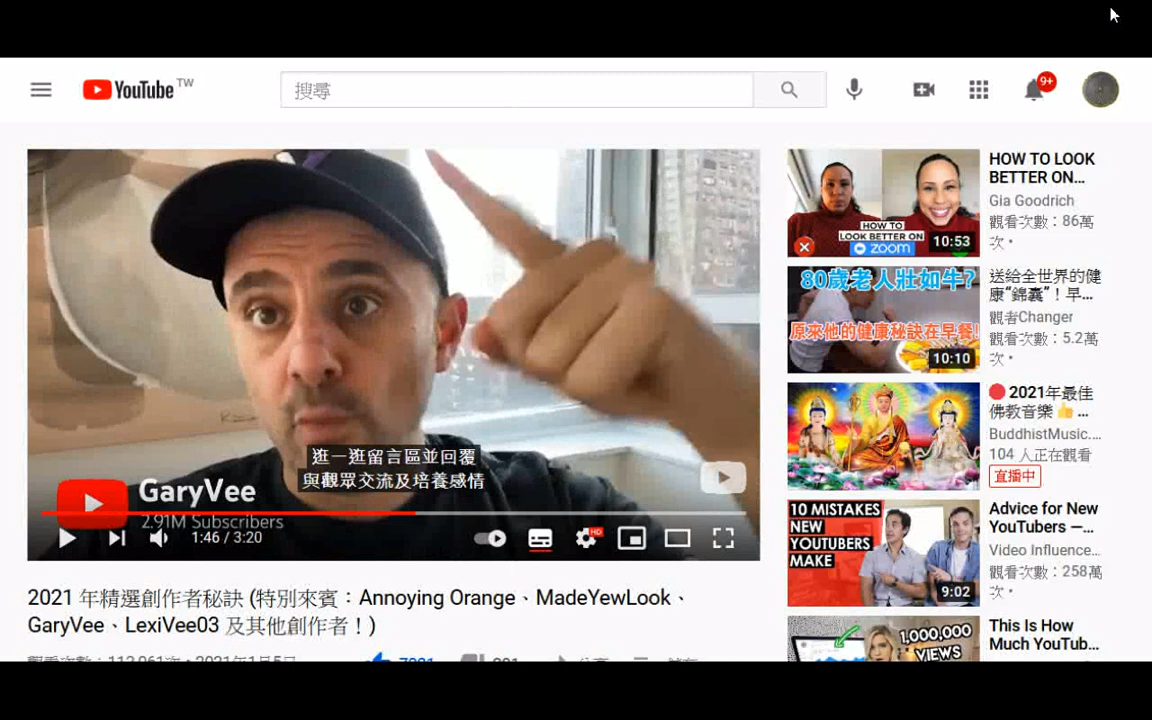 YouTube TW
搜尋
9+
逛一逛留言區並回覆
與觀眾交流及培養感情
GaryVee
2.91M Subscribers
1:46 / 3:20
HD
2021 年精選創作者秘訣 (特別來賓：Annoying Orange、MadeYewLook、
GaryVee、LexiVee03 及其他創作者！)
HOW TO
LOOK BETTER ON
zoom
10:53
HOW TO LOOK
BETTER ON...
Gia Goodrich
觀看次數：86萬
次・
80歲老人壯如牛?
原來他的健康秘訣在早餐!
10:10
送給全世界的健
康“錦囊”！早...
觀者Changer
觀看次數：5.2萬
次・
2021年最佳
佛教音樂 ...
BuddhistMusic....
104 人正在觀看
直播中
10 MISTAKES
NEW
YOUTUBERS
MAKE
9:02
Advice for New
YouTubers —...
Video Influence...
觀看次數：258萬
次・
1,000,000
VIEWS
This Is How
Much YouTub...